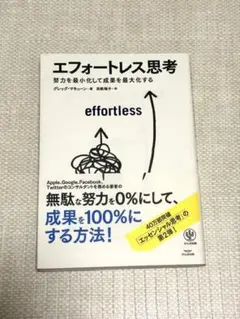 エフォートレス思考
努力を最小化して成果を最大化する
グレッグ・マキューン・著 高橋璃子・訳
effortless
Apple、Google、Facebook、
Twitterのコンサルタントを務める著者の
無駄な努力を0%にして、
成果を100%に
する方法!
40万部突破
『エッセンシャル思考』の
第2弾!
かんき出版